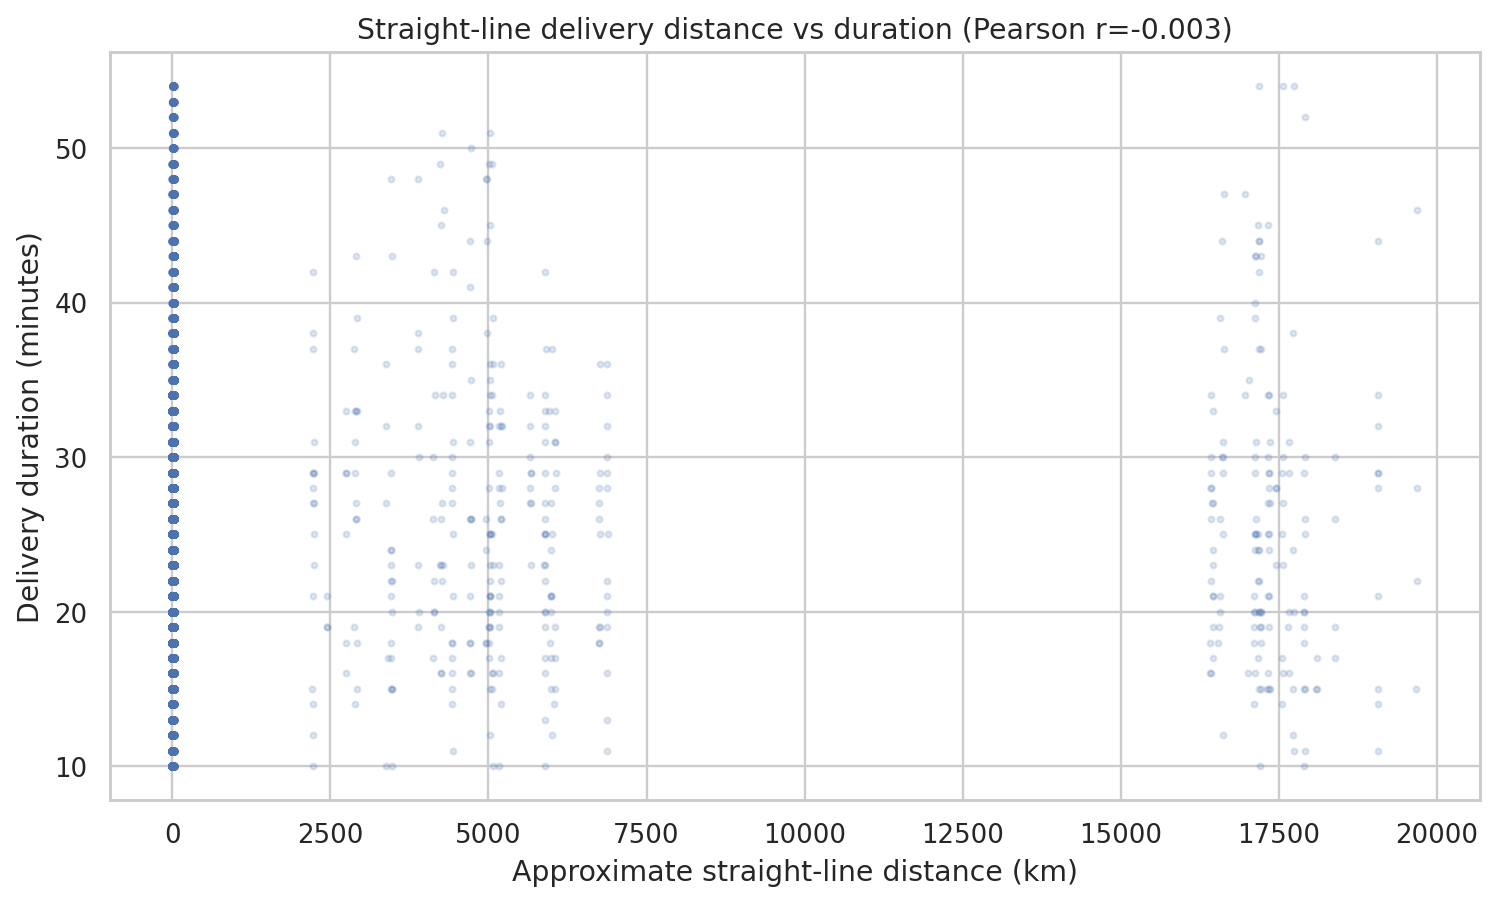 Straight-line delivery distance vs duration (Pearson r=-0.003)
Delivery duration (minutes)
50
40
30
20
10
0 2500 5000 7500 10000 12500 15000 17500 20000
Approximate straight-line distance (km)